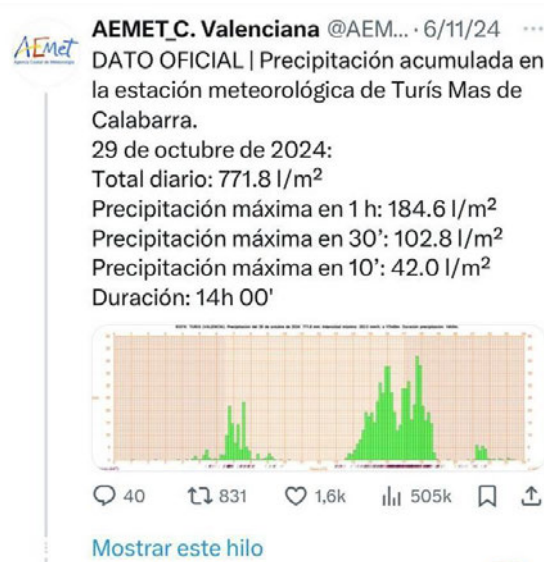 AEMET_C. Valenciana @AEM... · 6/11/24 ...
AEmet
DATO OFICIAL | Precipitación acumulada en
la estación meteorológica de Turís Mas de
Calabarra.
29 de octubre de 2024:
Total diario: 771.8 l/m²
Precipitación máxima en 1 h: 184.6 l/m²
Precipitación máxima en 30’: 102.8 l/m²
Precipitación máxima en 10’: 42.0 l/m²
Duración: 14h 00'
40 831 1,6k 505k
Mostrar este hilo